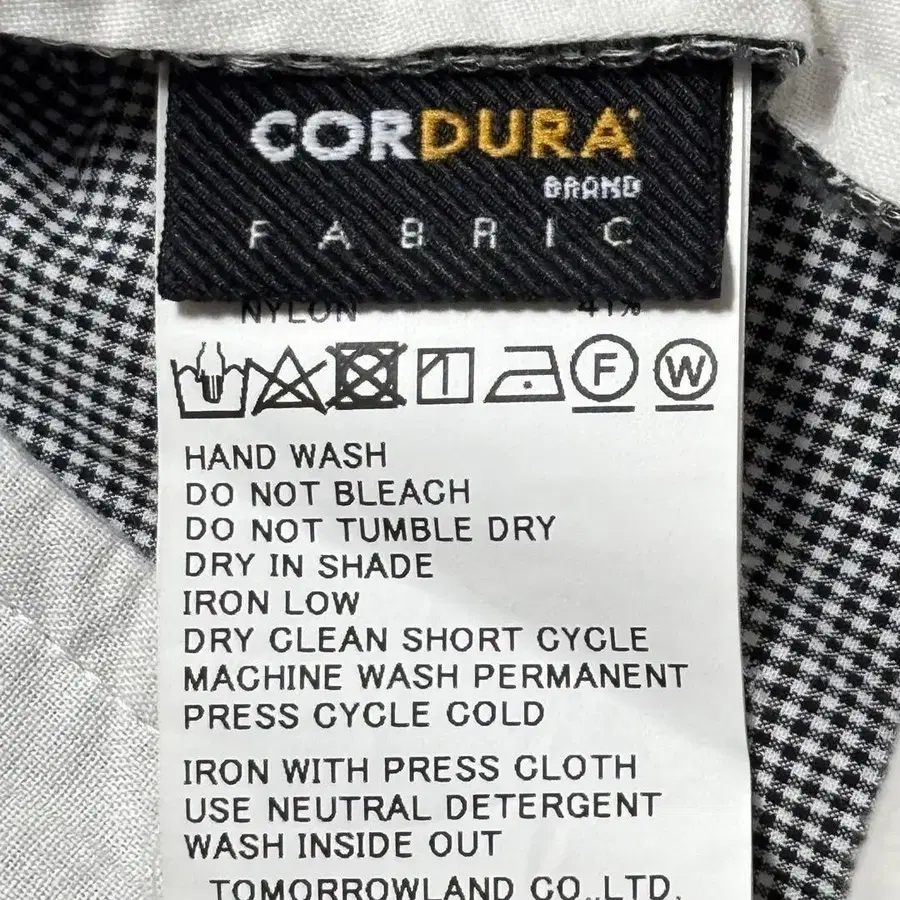 CORDURA
BRAND
FABRIC
NYLON 41%
F W
HAND WASH
DO NOT BLEACH
DO NOT TUMBLE DRY
DRY IN SHADE
IRON LOW
DRY CLEAN SHORT CYCLE
MACHINE WASH PERMANENT
PRESS CYCLE COLD
IRON WITH PRESS CLOTH
USE NEUTRAL DETERGENT
WASH INSIDE OUT
TOMORROWLAND CO.,LTD.